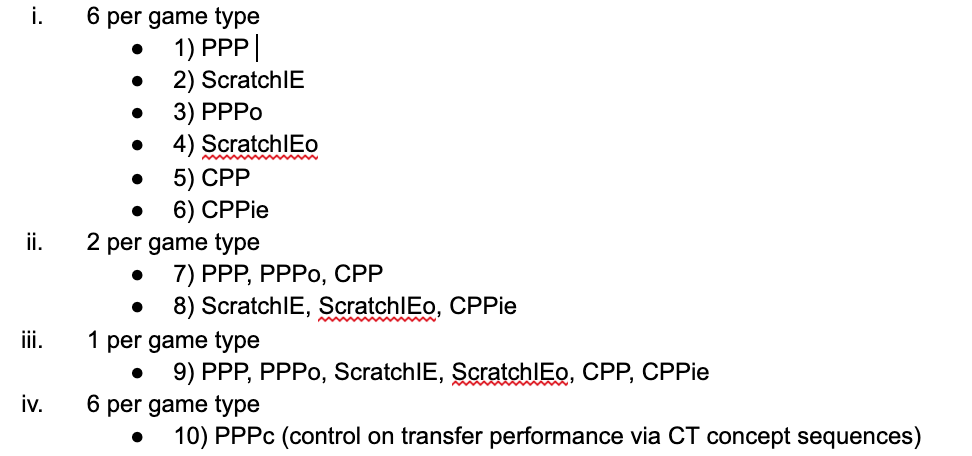 i. 6 per game type
● 1) PPP
● 2) ScratchIE
● 3) PPPo
● 4) ScratchIEo
● 5) CPP
● 6) CPPie
ii. 2 per game type
● 7) PPP, PPPo, CPP
● 8) ScratchIE, ScratchIEo, CPPie
iii. 1 per game type
● 9) PPP, PPPo, ScratchIE, ScratchIEo, CPP, CPPie
iv. 6 per game type
● 10) PPPc (control on transfer performance via CT concept sequences)